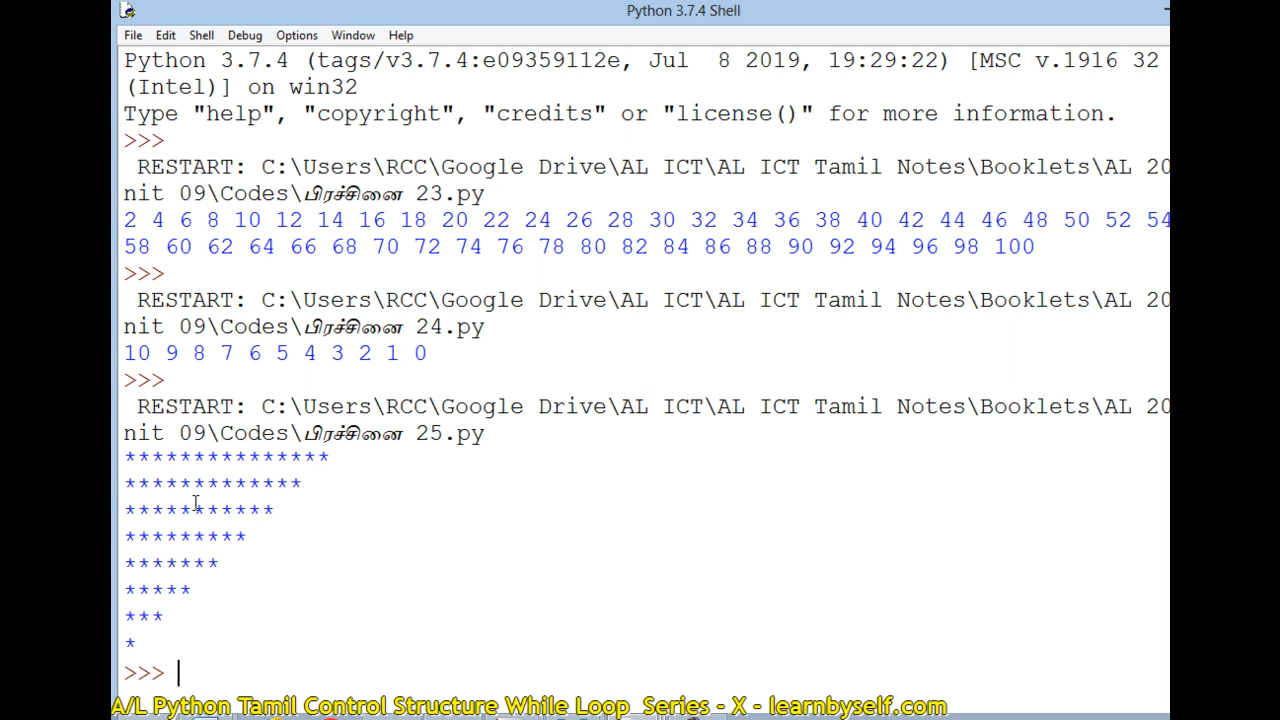 Python 3.7.4 Shell
File Edit Shell Debug Options Window Help
Python 3.7.4 (tags/v3.7.4:e09359112e, Jul  8 2019, 19:29:22) [MSC v.1916 32
(Intel)] on win32
Type "help", "copyright", "credits" or "license()" for more information.
>>>
 RESTART: C:\Users\RCC\Google Drive\AL ICT\AL ICT Tamil Notes\Booklets\AL 20
nit 09\Codes\பிரச்சினை 23.py
2 4 6 8 10 12 14 16 18 20 22 24 26 28 30 32 34 36 38 40 42 44 46 48 50 52 54
58 60 62 64 66 68 70 72 74 76 78 80 82 84 86 88 90 92 94 96 98 100
>>>
 RESTART: C:\Users\RCC\Google Drive\AL ICT\AL ICT Tamil Notes\Booklets\AL 20
nit 09\Codes\பிரச்சினை 24.py
10 9 8 7 6 5 4 3 2 1 0
>>>
 RESTART: C:\Users\RCC\Google Drive\AL ICT\AL ICT Tamil Notes\Booklets\AL 20
nit 09\Codes\பிரச்சினை 25.py
***************
*************
***********
*********
*******
*****
***
*
>>>
A/L Python Tamil Control Structure While Loop  Series - X - learnbyself.com